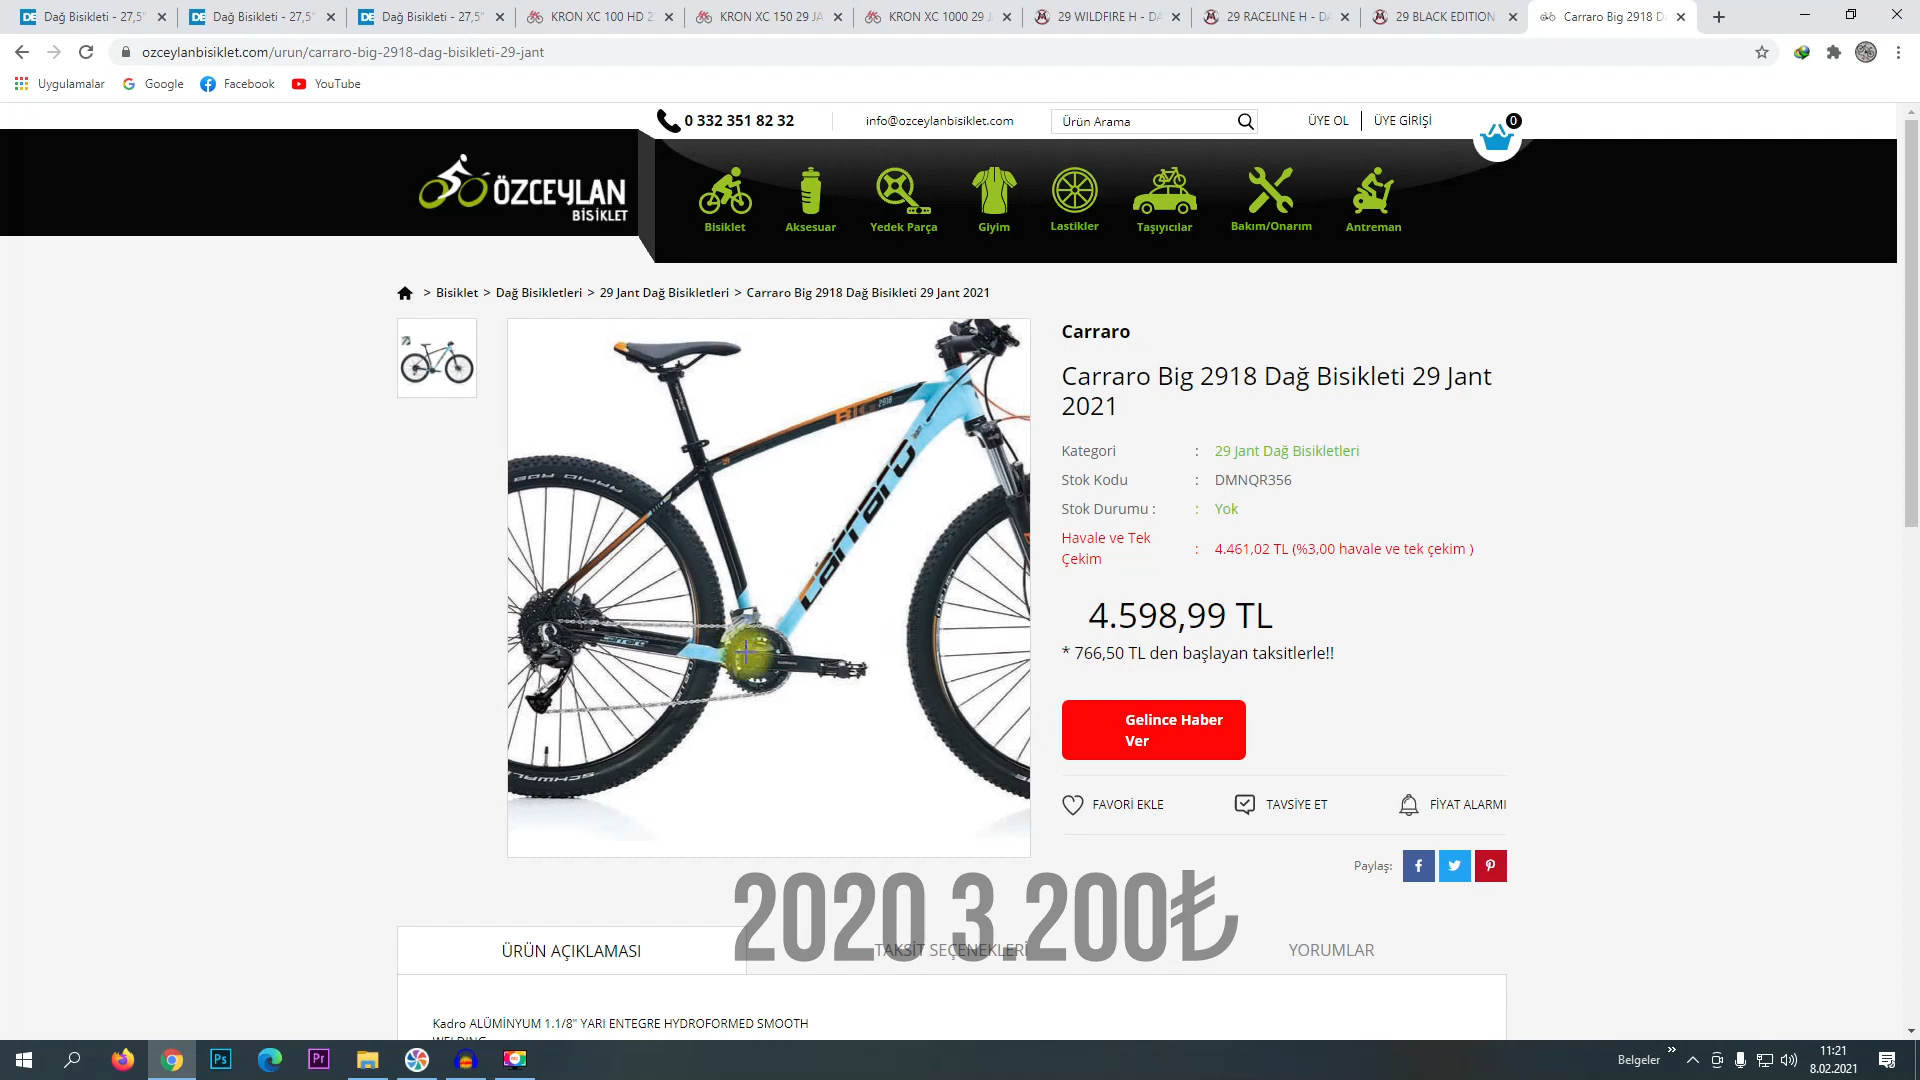 Dağ Bisikleti - 27,5"
Dağ Bisikleti - 27,5"
Dağ Bisikleti - 27,5"
KRON XC 100 HD 2
KRON XC 150 29 JA
KRON XC 1000 29 J
29 WILDFIRE H - DA
29 RACELINE H - DA
29 BLACK EDITION
Carraro Big 2918 D
ozceylanbisiklet.com/urun/carraro-big-2918-dag-bisikleti-29-jant
Uygulamalar
Google
Facebook
YouTube
0 332 351 82 32
info@ozceylanbisiklet.com
Ürün Arama
ÜYE OL
ÜYE GİRİŞİ
0
ÖZCEYLAN
BİSİKLET
Bisiklet
Aksesuar
Yedek Parça
Giyim
Lastikler
Taşıyıcılar
Bakım/Onarım
Antreman
> Bisiklet > Dağ Bisikletleri > 29 Jant Dağ Bisikletleri > Carraro Big 2918 Dağ Bisikleti 29 Jant 2021
BIG 2918
carraro
SCHWALBE
Carraro
Carraro Big 2918 Dağ Bisikleti 29 Jant
2021
Kategori : 29 Jant Dağ Bisikletleri
Stok Kodu : DMNQR356
Stok Durumu : : Yok
Havale ve Tek
Çekim : 4.461,02 TL (%3,00 havale ve tek çekim )
4.598,99 TL
* 766,50 TL den başlayan taksitlerle!!
Gelince Haber
Ver
FAVORİ EKLE
TAVSİYE ET
FİYAT ALARMI
Paylaş:
2020 3.200₺
ÜRÜN AÇIKLAMASI
TAKSİT SEÇENEKLERİ
YORUMLAR
Kadro ALÜMİNYUM 1.1/8" YARI ENTEGRE HYDROFORMED SMOOTH
WELDING
Ps
Pr
Belgeler
11:21
8.02.2021